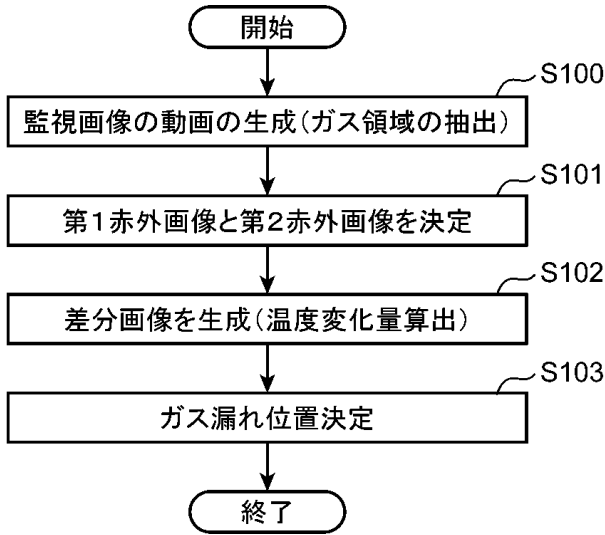 開始
S100
監視画像の動画の生成(ガス領域の抽出)
S101
第1赤外画像と第2赤外画像を決定
S102
差分画像を生成(温度変化量算出)
S103
ガス漏れ位置決定
終了